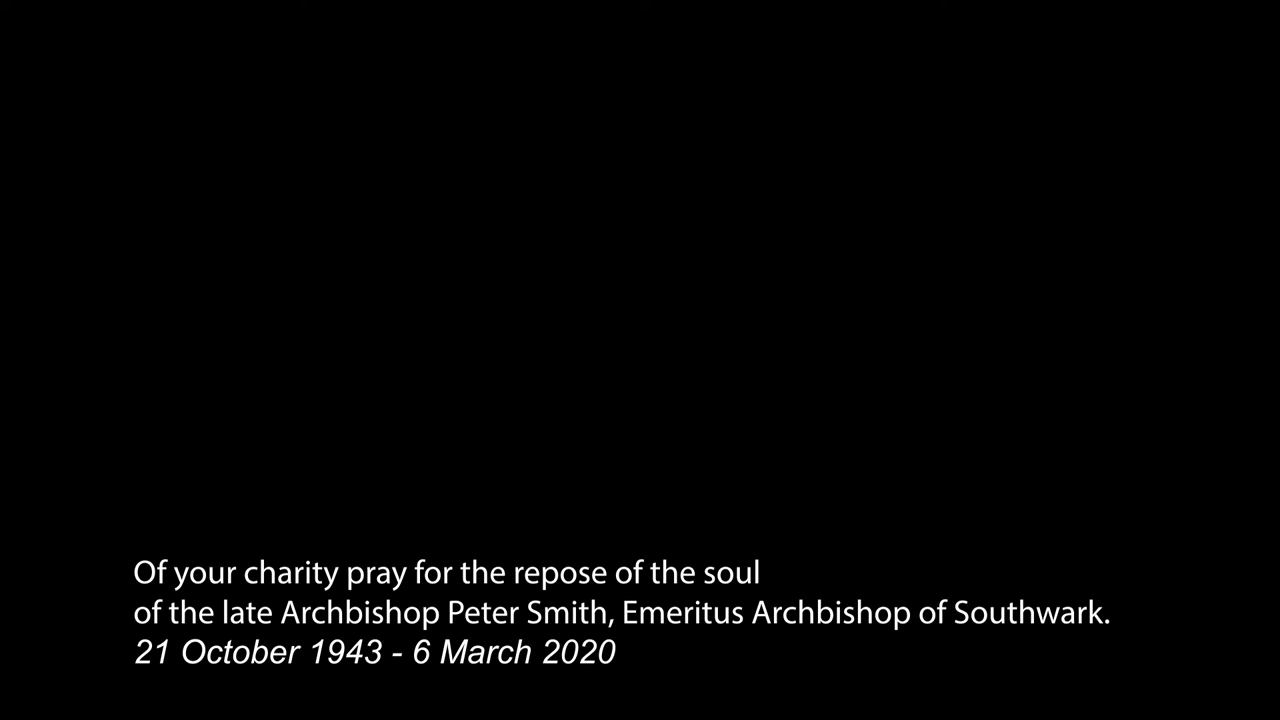 Of your charity pray for the repose of the soul
of the late Archbishop Peter Smith, Emeritus Archbishop of Southwark.
21 October 1943 - 6 March 2020